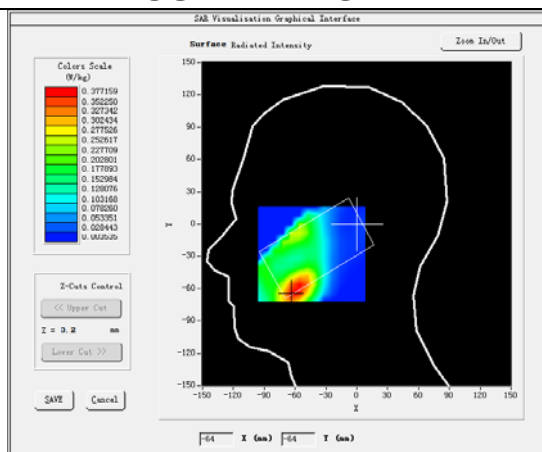 SAR Visualisation Graphical Interface
Surface Radiated Intensity
Zoom In/Out
Colors Scale
(W/kg)
0.377159
0.352250
0.327342
0.302434
0.277526
0.252617
0.227709
0.202801
0.177893
0.152984
0.128076
0.103168
0.078260
0.053351
0.028443
0.003535
150
120
90
60
30
Y
0
-30
-60
-90
-120
-150
-150 -120 -90 -60 -30 0 30 60 90 120 150
X
Z-Cuts Control
<< Upper Cut
Z = 3.2 mm
Lower Cut >>
SAVE Cancel
-64 X (mm) -64 Y (mm)